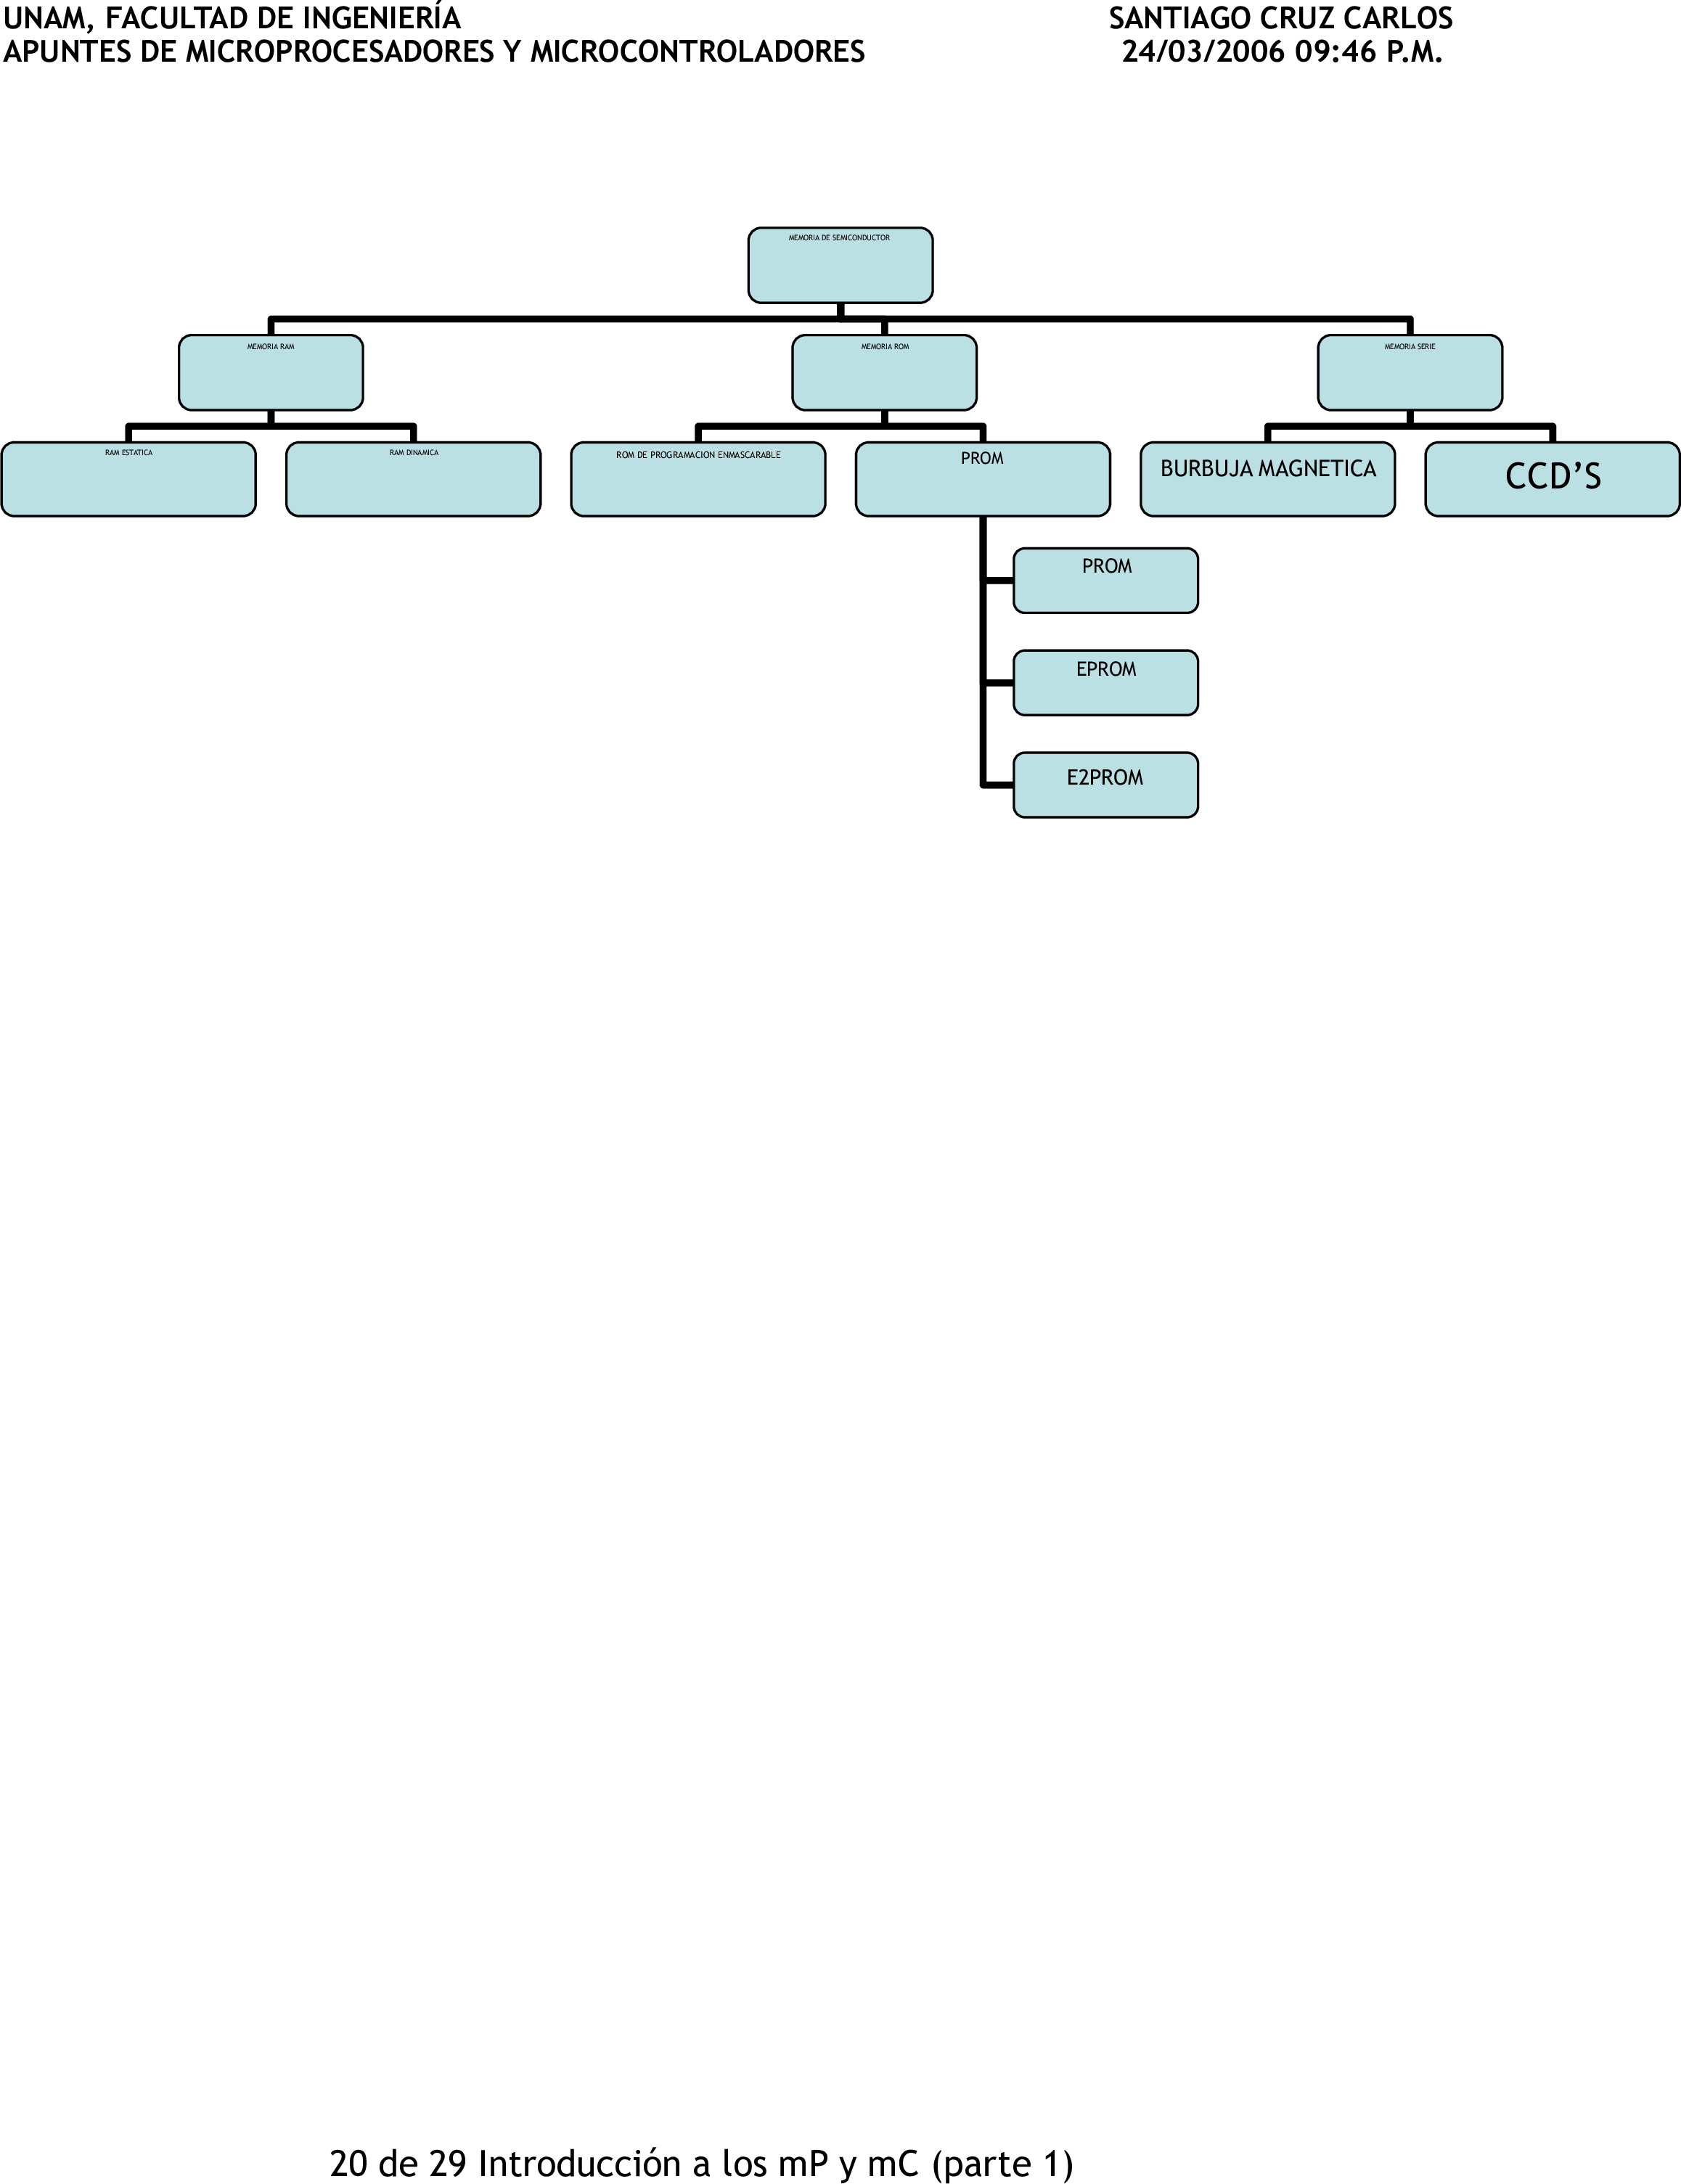 UNAM, FACULTAD DE INGENIERÍA
APUNTES DE MICROPROCESADORES Y MICROCONTROLADORES
SANTIAGO CRUZ CARLOS
24/03/2006 09:46 P.M.
MEMORIA DE SEMICONDUCTOR
MEMORIA RAM
MEMORIA ROM
MEMORIA SERIE
RAM ESTATICA
RAM DINAMICA
ROM DE PROGRAMACION ENMASCARABLE
PROM
BURBUJA MAGNETICA
CCD’S
PROM
EPROM
E2PROM
20 de 29 Introducción a los mP y mC (parte 1)